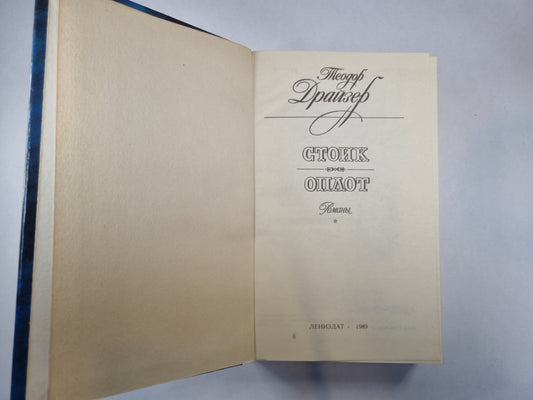 Теодор
Драйзер
СТОИК
ОПЛОТ
Романы
ЛЕНИЗДАТ · 1989